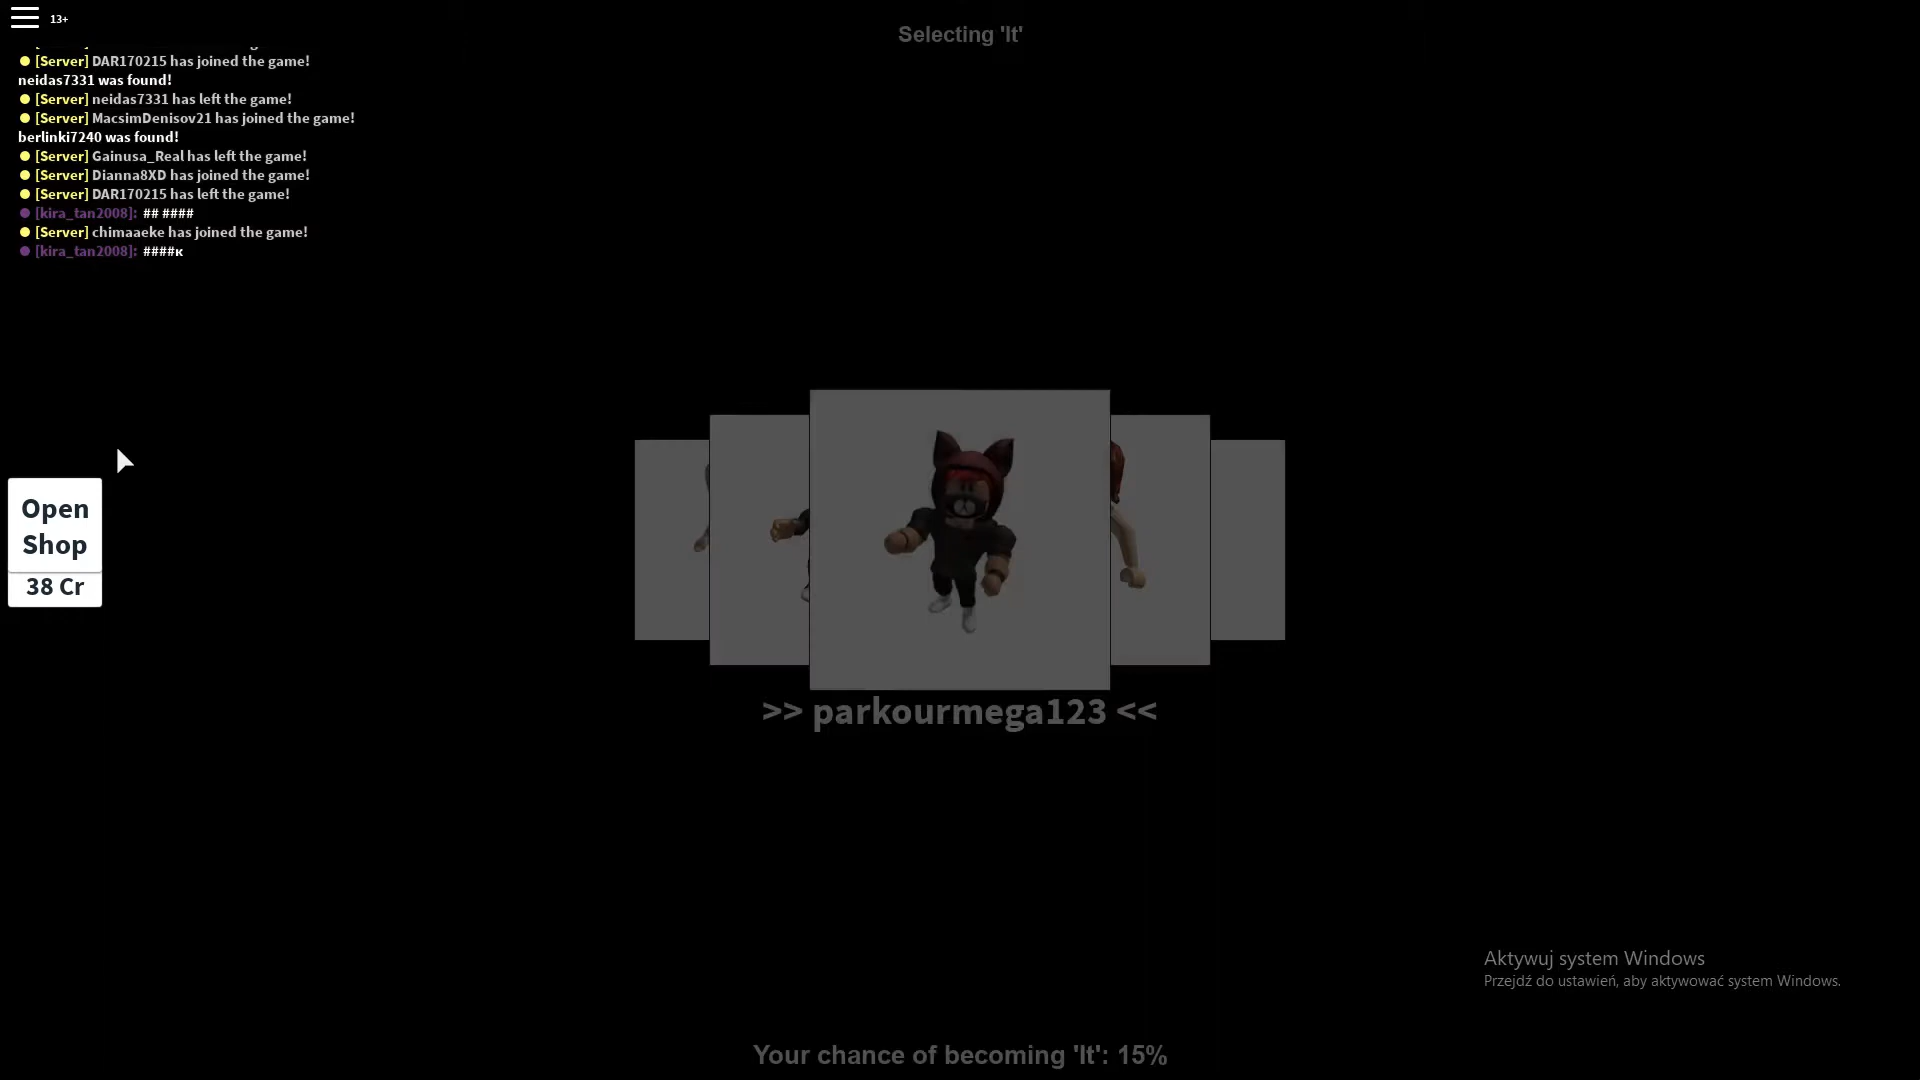 13+
Selecting 'It'
[Server] DAR170215 has joined the game!
neidas7331 was found!
[Server] neidas7331 has left the game!
[Server] MacsimDenisov21 has joined the game!
berlinki7240 was found!
[Server] Gainusa_Real has left the game!
[Server] Dianna8XD has joined the game!
[Server] DAR170215 has left the game!
[kira_tan2008]: ## ####
[Server] chimaaeke has joined the game!
[kira_tan2008]: ####к
Open
Shop
38 Cr
>> parkourmega123 <<
Aktywuj system Windows
Przejdź do ustawień, aby aktywować system Windows.
Your chance of becoming 'It': 15%